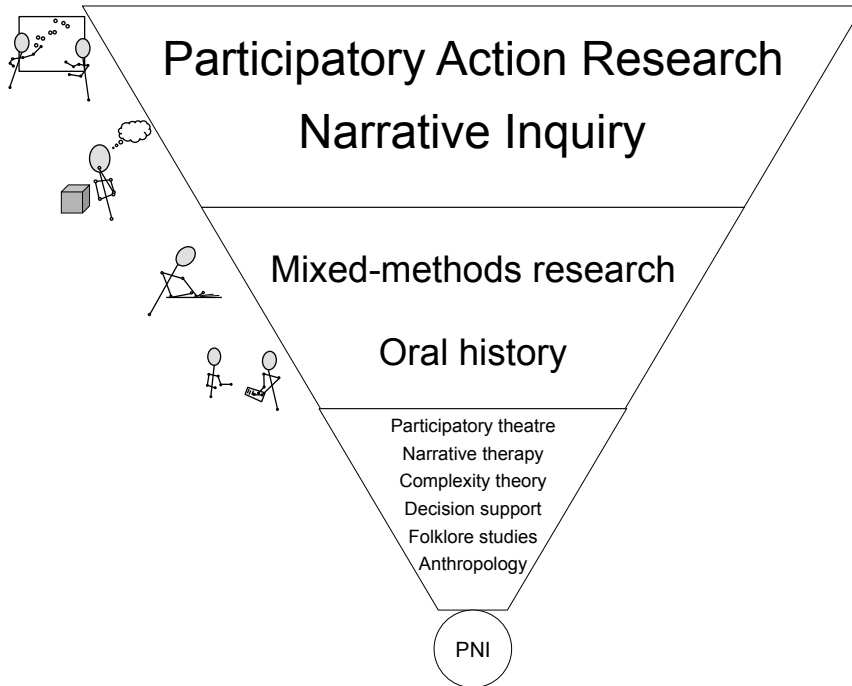 Participatory Action Research
Narrative Inquiry
Mixed-methods research
Oral history
Participatory theatre
Narrative therapy
Complexity theory
Decision support
Folklore studies
Anthropology
PNI